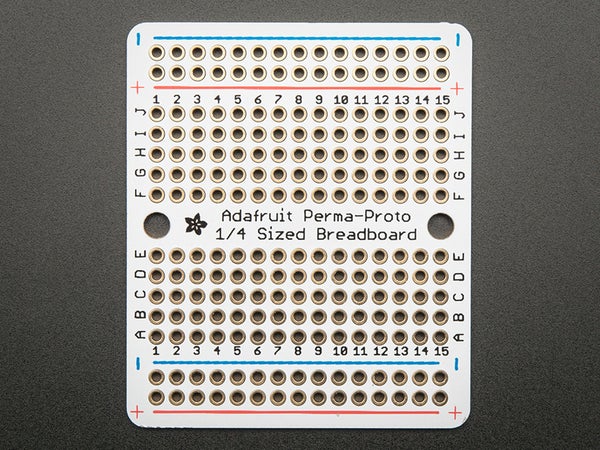 1 2 3 4 5 6 7 8 9 10 11 12 13 14 15
J J
I I
H H
G G
F F
Adafruit Perma-Proto
1/4 Sized Breadboard
E E
D D
C C
B B
A A
1 2 3 4 5 6 7 8 9 10 11 12 13 14 15